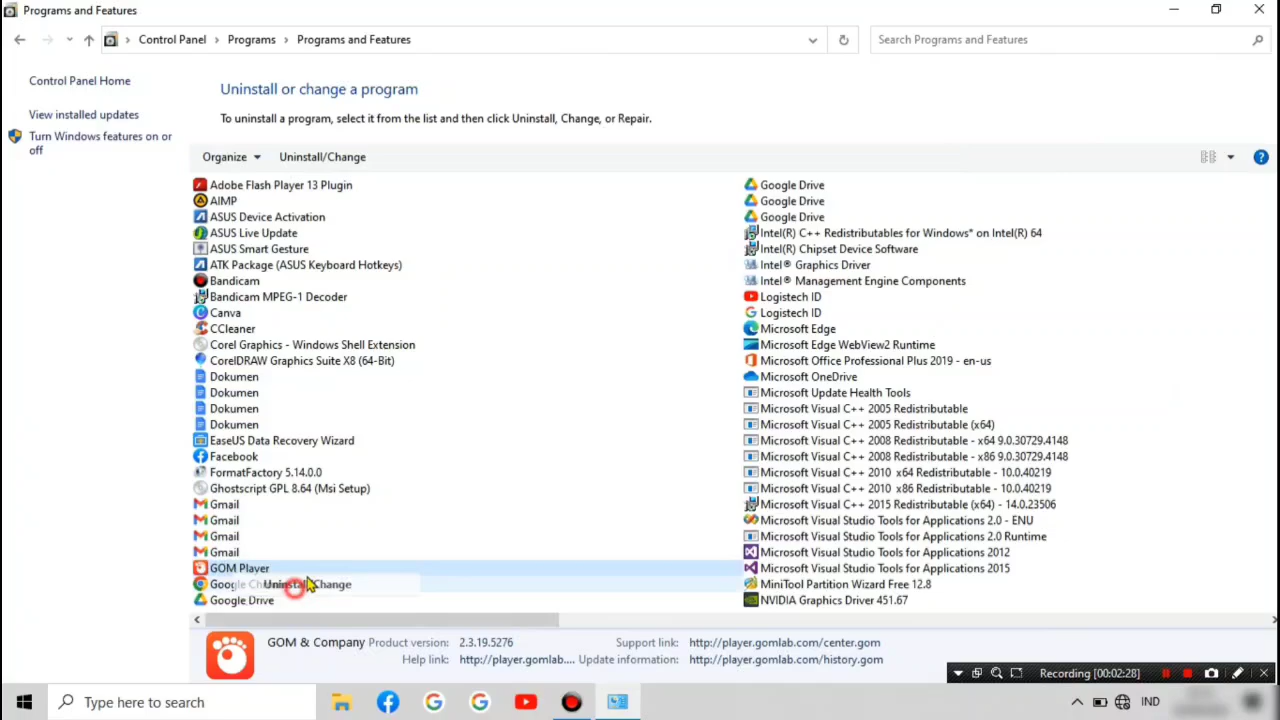 Programs and Features
Control Panel > Programs > Programs and Features
Search Programs and Features
Control Panel Home
View installed updates
Turn Windows features on or
off
Uninstall or change a program
To uninstall a program, select it from the list and then click Uninstall, Change, or Repair.
Organize
Uninstall/Change
Adobe Flash Player 13 Plugin
AIMP
ASUS Device Activation
ASUS Live Update
ASUS Smart Gesture
ATK Package (ASUS Keyboard Hotkeys)
Bandicam
Bandicam MPEG-1 Decoder
Canva
CCleaner
Corel Graphics - Windows Shell Extension
CorelDRAW Graphics Suite X8 (64-Bit)
Dokumen
Dokumen
Dokumen
Dokumen
EaseUS Data Recovery Wizard
Facebook
FormatFactory 5.14.0.0
Ghostscript GPL 8.64 (Msi Setup)
Gmail
Gmail
Gmail
Gmail
GOM Player
Google Uninstall/Change
Google Drive
Google Drive
Google Drive
Google Drive
Intel(R) C++ Redistributables for Windows* on Intel(R) 64
Intel(R) Chipset Device Software
Intel® Graphics Driver
Intel® Management Engine Components
Logistech ID
Logistech ID
Microsoft Edge
Microsoft Edge WebView2 Runtime
Microsoft Office Professional Plus 2019 - en-us
Microsoft OneDrive
Microsoft Update Health Tools
Microsoft Visual C++ 2005 Redistributable
Microsoft Visual C++ 2005 Redistributable (x64)
Microsoft Visual C++ 2008 Redistributable - x64 9.0.30729.4148
Microsoft Visual C++ 2008 Redistributable - x86 9.0.30729.4148
Microsoft Visual C++ 2010 x64 Redistributable - 10.0.40219
Microsoft Visual C++ 2010 x86 Redistributable - 10.0.40219
Microsoft Visual C++ 2015 Redistributable (x64) - 14.0.23506
Microsoft Visual Studio Tools for Applications 2.0 - ENU
Microsoft Visual Studio Tools for Applications 2.0 Runtime
Microsoft Visual Studio Tools for Applications 2012
Microsoft Visual Studio Tools for Applications 2015
MiniTool Partition Wizard Free 12.8
NVIDIA Graphics Driver 451.67
GOM & Company Product version: 2.3.19.5276 Support link: http://player.gomlab.com/center.gom
Help link: http://player.gomlab.... Update information: http://player.gomlab.com/history.gom
Recording [00:02:28]
Type here to search
IND